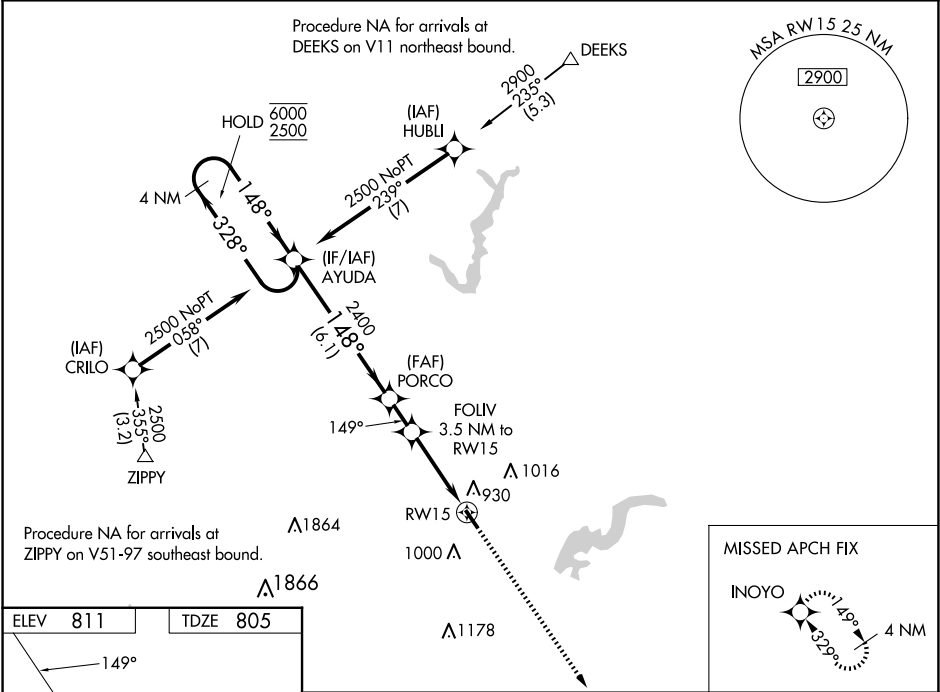 Procedure NA for arrivals at
DEEKS on V11 northeast bound.
DEEKS
2900
235°
(5.3)
MSA RW15 25 NM
2900
HOLD 6000
2500
(IAF)
HUBLI
4 NM
148°
328°
2500 NoPT
239°
(7)
(IF/IAF)
AYUDA
2500 NoPT
058°
(7)
(IAF)
CRILO
2400
148°
(6.1)
(FAF)
PORCO
2500
355°
(3.2)
ZIPPY
149°
FOLIV
3.5 NM to
RW15
1016
930
RW15
1864
1000
Procedure NA for arrivals at
ZIPPY on V51-97 southeast bound.
1866
1178
MISSED APCH FIX
INOYO
149°
329°
4 NM
ELEV 811
TDZE 805
149°